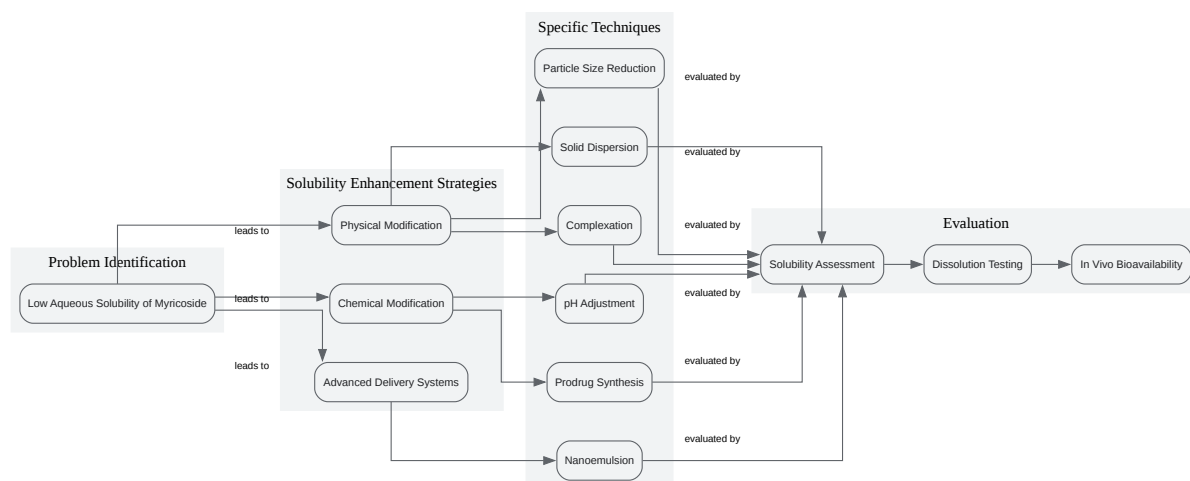 Specific Techniques
Particle Size Reduction
evaluated by
Solid Dispersion
evaluated by
Solubility Enhancement Strategies
Physical Modification
leads to
Complexation
evaluated by
Evaluation
Problem Identification
Solubility Assessment
Dissolution Testing
In Vivo Bioavailability
Low Aqueous Solubility of Myricoside
leads to
Chemical Modification
pH Adjustment
evaluated by
leads to
Advanced Delivery Systems
Prodrug Synthesis
evaluated by
Nanoemulsion
evaluated by